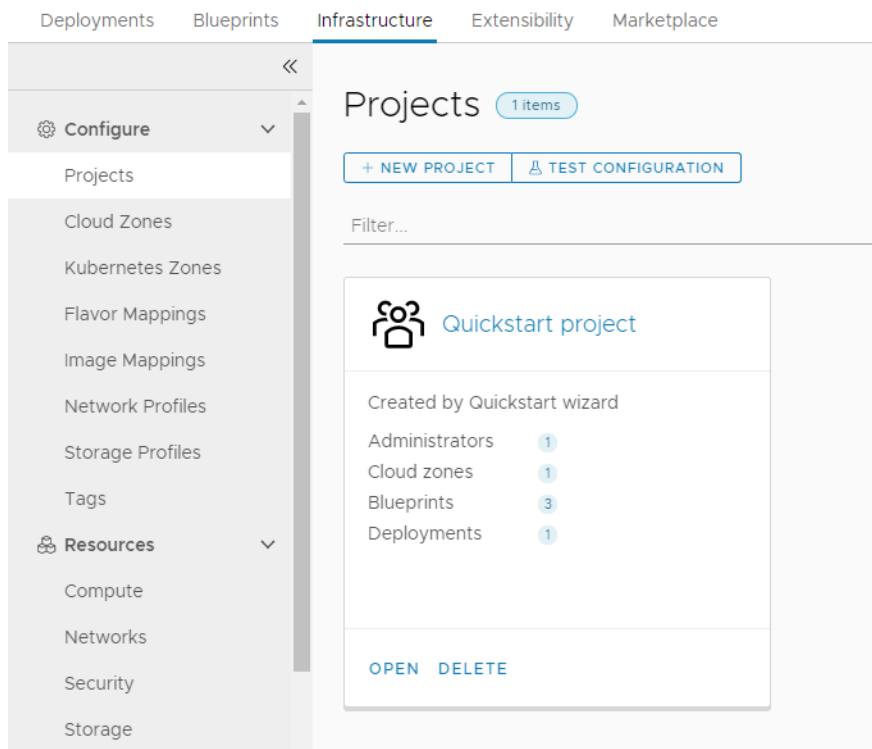 Deployments Blueprints Infrastructure Extensibility Marketplace
Configure
Projects
Cloud Zones
Kubernetes Zones
Flavor Mappings
Image Mappings
Network Profiles
Storage Profiles
Tags
Resources
Compute
Networks
Security
Storage
Projects 1 items
+ NEW PROJECT TEST CONFIGURATION
Filter...
Quickstart project
Created by Quickstart wizard
Administrators 1
Cloud zones 1
Blueprints 3
Deployments 1
OPEN DELETE